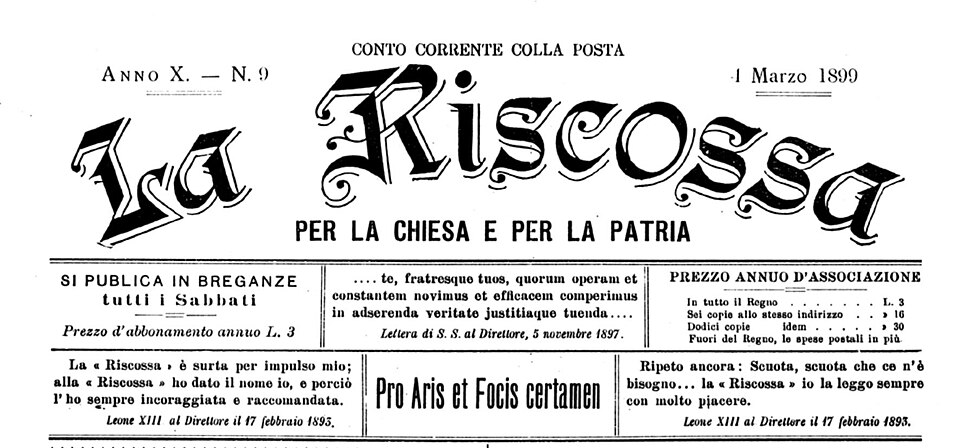 CONTO CORRENTE COLLA POSTA
ANNO X. — N. 9
1 Marzo 1899
La Riscossa
PER LA CHIESA E PER LA PATRIA
SI PUBLICA IN BREGANZE
tutti i Sabbati
Prezzo d'abbonamento annuo L. 3
.... te, fratresque tuos, quorum operam et
constantem novimus et efficacem comperimus
in adserenda veritate justitiaque tuenda....
Lettera di S. S. al Direttore, 5 novembre 1897.
PREZZO ANNUO D'ASSOCIAZIONE
In tutto il Regno . . . . . . . L. 3
Sei copie allo stesso indirizzo . . » 16
Dodici copie idem . . . . . » 30
Fuori del Regno, le spese postali in più.
La « Riscossa » è surta per impulso mio;
alla « Riscossa » ho dato il nome io, e perciò
l'ho sempre incoraggiata e raccomandata.
Leone XIII al Direttore il 17 febbraio 1895.
Pro Aris et Focis certamen
Ripeto ancora: Scuota, scuota che ce n'è
bisogno... la « Riscossa » io la leggo sempre
con molto piacere.
Leone XIII al Direttore il 17 febbraio 1895.